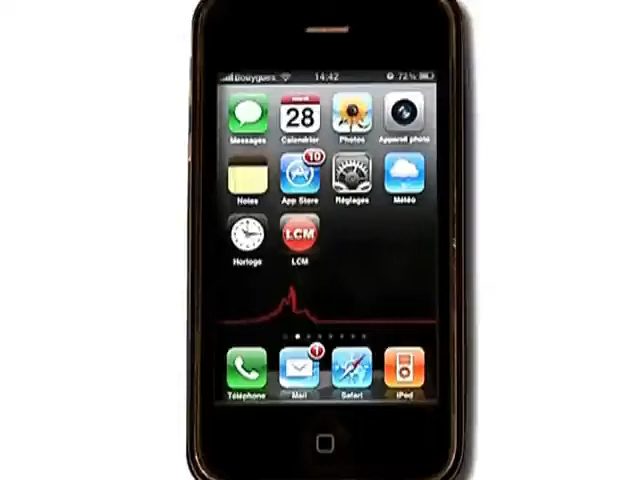 Bouygues 14:42 72%
28
Messages Calendrier Photos Appareil photo
10
Notes App Store Réglages Météo
LCM
Horloge LCM
1
Téléphone Mail Safari iPod